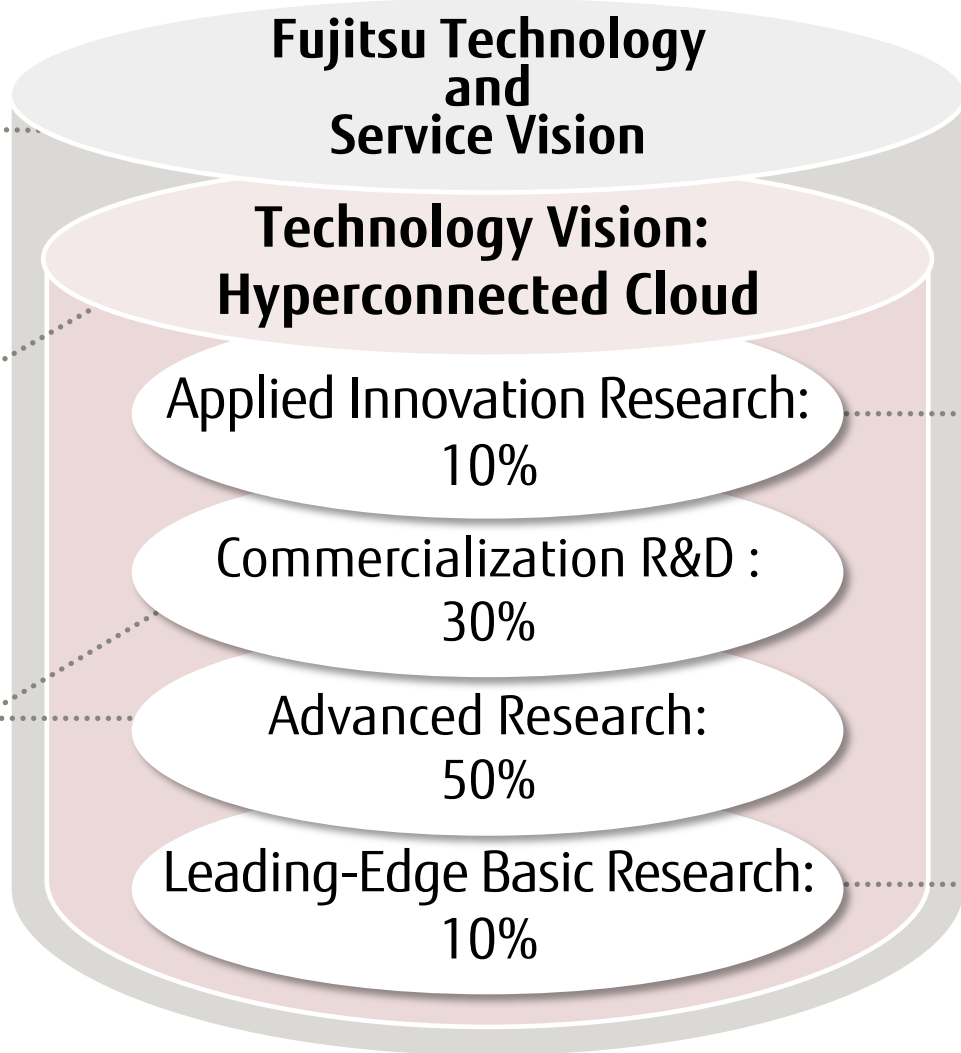 Fujitsu Technology
and
Service Vision
Technology Vision:
Hyperconnected Cloud
Applied Innovation Research:
10%
Commercialization R&D :
30%
Advanced Research:
50%
Leading-Edge Basic Research:
10%